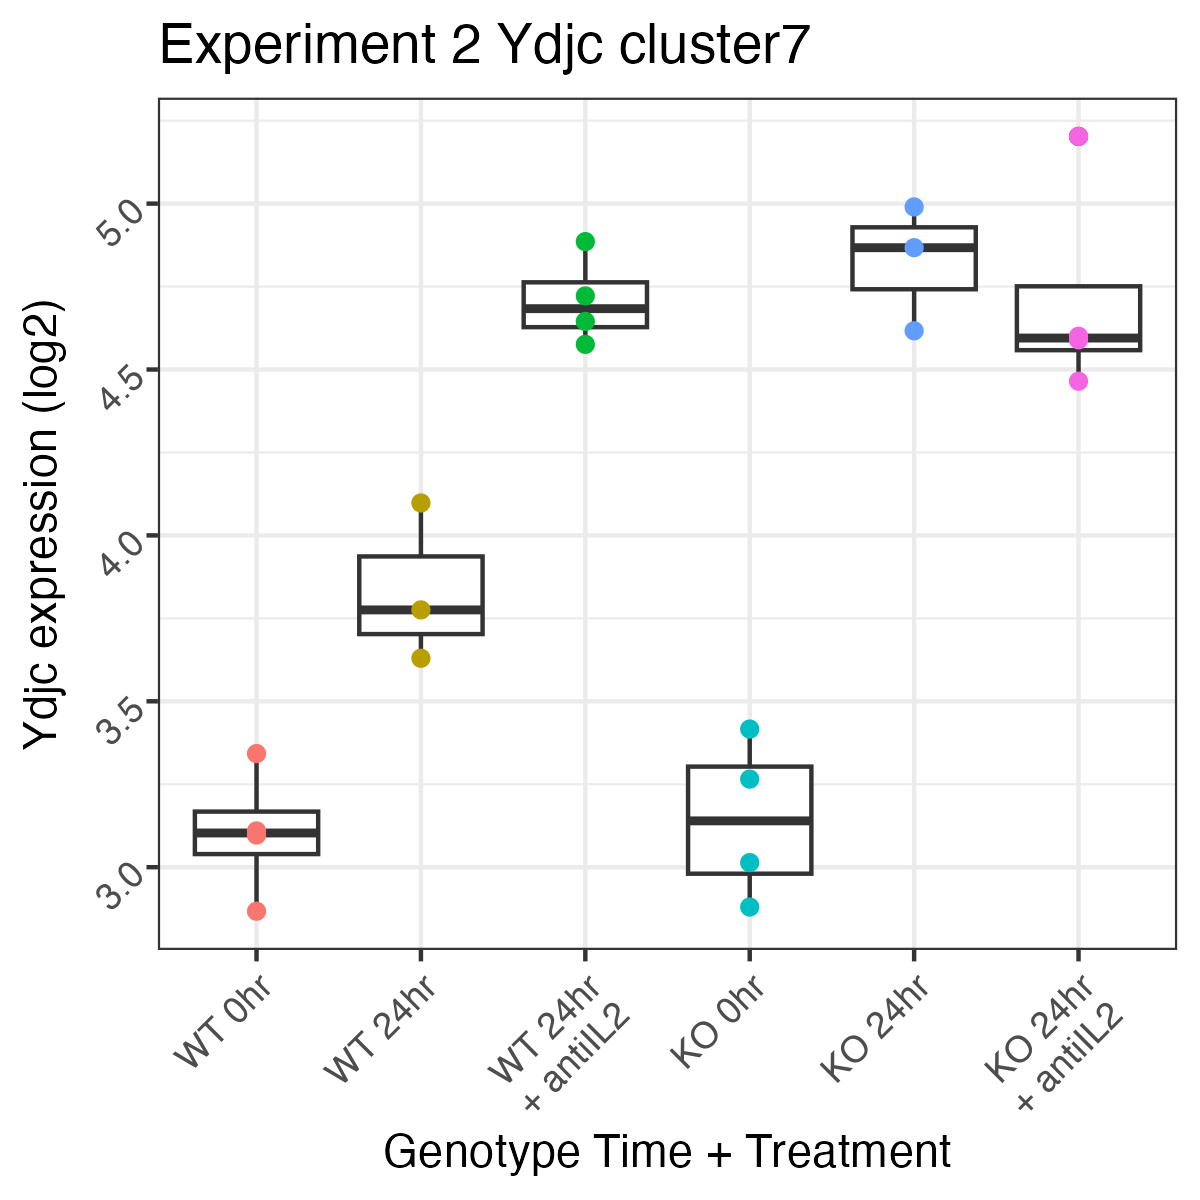 Experiment 2 Ydjc cluster7
Ydjc expression (log2)
5.0
4.5
4.0
3.5
3.0
WT 0hr
WT 24hr
WT 24hr
+ antiIL2
KO 0hr
KO 24hr
KO 24hr
+ antiIL2
Genotype Time + Treatment